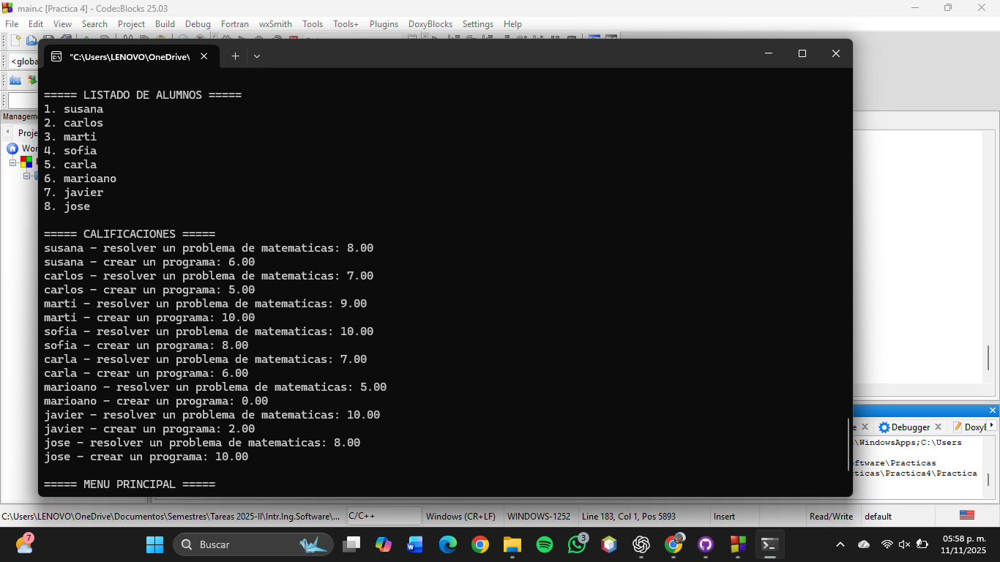 main.c [Practica 4] - Code::Blocks 25.03
File Edit View Search Project Build Debug Fortran wxSmith Tools Tools+ Plugins DoxyBlocks Settings Help
"C:\Users\LENOVO\OneDrive\
<globa
Managem
Proje
Wor
===== LISTADO DE ALUMNOS =====
1. susana
2. carlos
3. marti
4. sofia
5. carla
6. marioano
7. javier
8. jose
===== CALIFICACIONES =====
susana - resolver un problema de matematicas: 8.00
susana - crear un programa: 6.00
carlos - resolver un problema de matematicas: 7.00
carlos - crear un programa: 5.00
marti - resolver un problema de matematicas: 9.00
marti - crear un programa: 10.00
sofia - resolver un problema de matematicas: 10.00
sofia - crear un programa: 8.00
carla - resolver un problema de matematicas: 7.00
carla - crear un programa: 6.00
marioano - resolver un problema de matematicas: 5.00
marioano - crear un programa: 0.00
javier - resolver un problema de matematicas: 10.00
javier - crear un programa: 2.00
jose - resolver un problema de matematicas: 8.00
jose - crear un programa: 10.00
===== MENU PRINCIPAL =====
Debugger Doxyl
\WindowsApps;C:\Users
ftware\Practicas
ticas\Practica4\Practica
C:\Users\LENOVO\OneDrive\Documentos\Semestres\Tareas 2025-II\Intr.Ing.Software\... C/C++ Windows (CR+LF) WINDOWS-1252 Line 183, Col 1, Pos 5893 Insert Read/Write default
7 Buscar 3 05:58 p. m.
11/11/2025